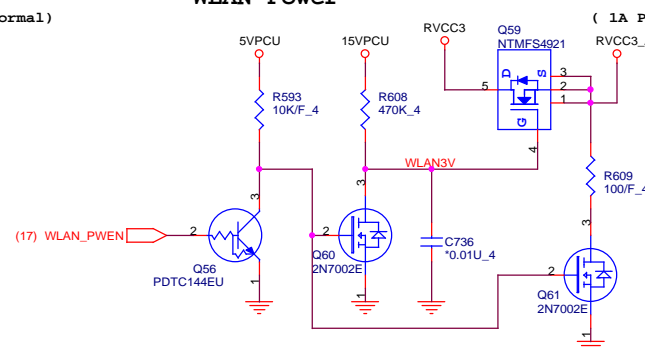 WLAN Power
ormal)
( 1A P
5VPCU
15VPCU
RVCC3
Q59
NTMFS4921
RVCC3_
D
S
5
3
2
1
G
4
R593
10K/F_4
R608
470K_4
WLAN3V
R609
100/F_4
3
3
3
(17) WLAN_PWEN
2
2
2
C736
*0.01U_4
Q56
PDTC144EU
Q60
2N7002E
Q61
2N7002E
1
1
1